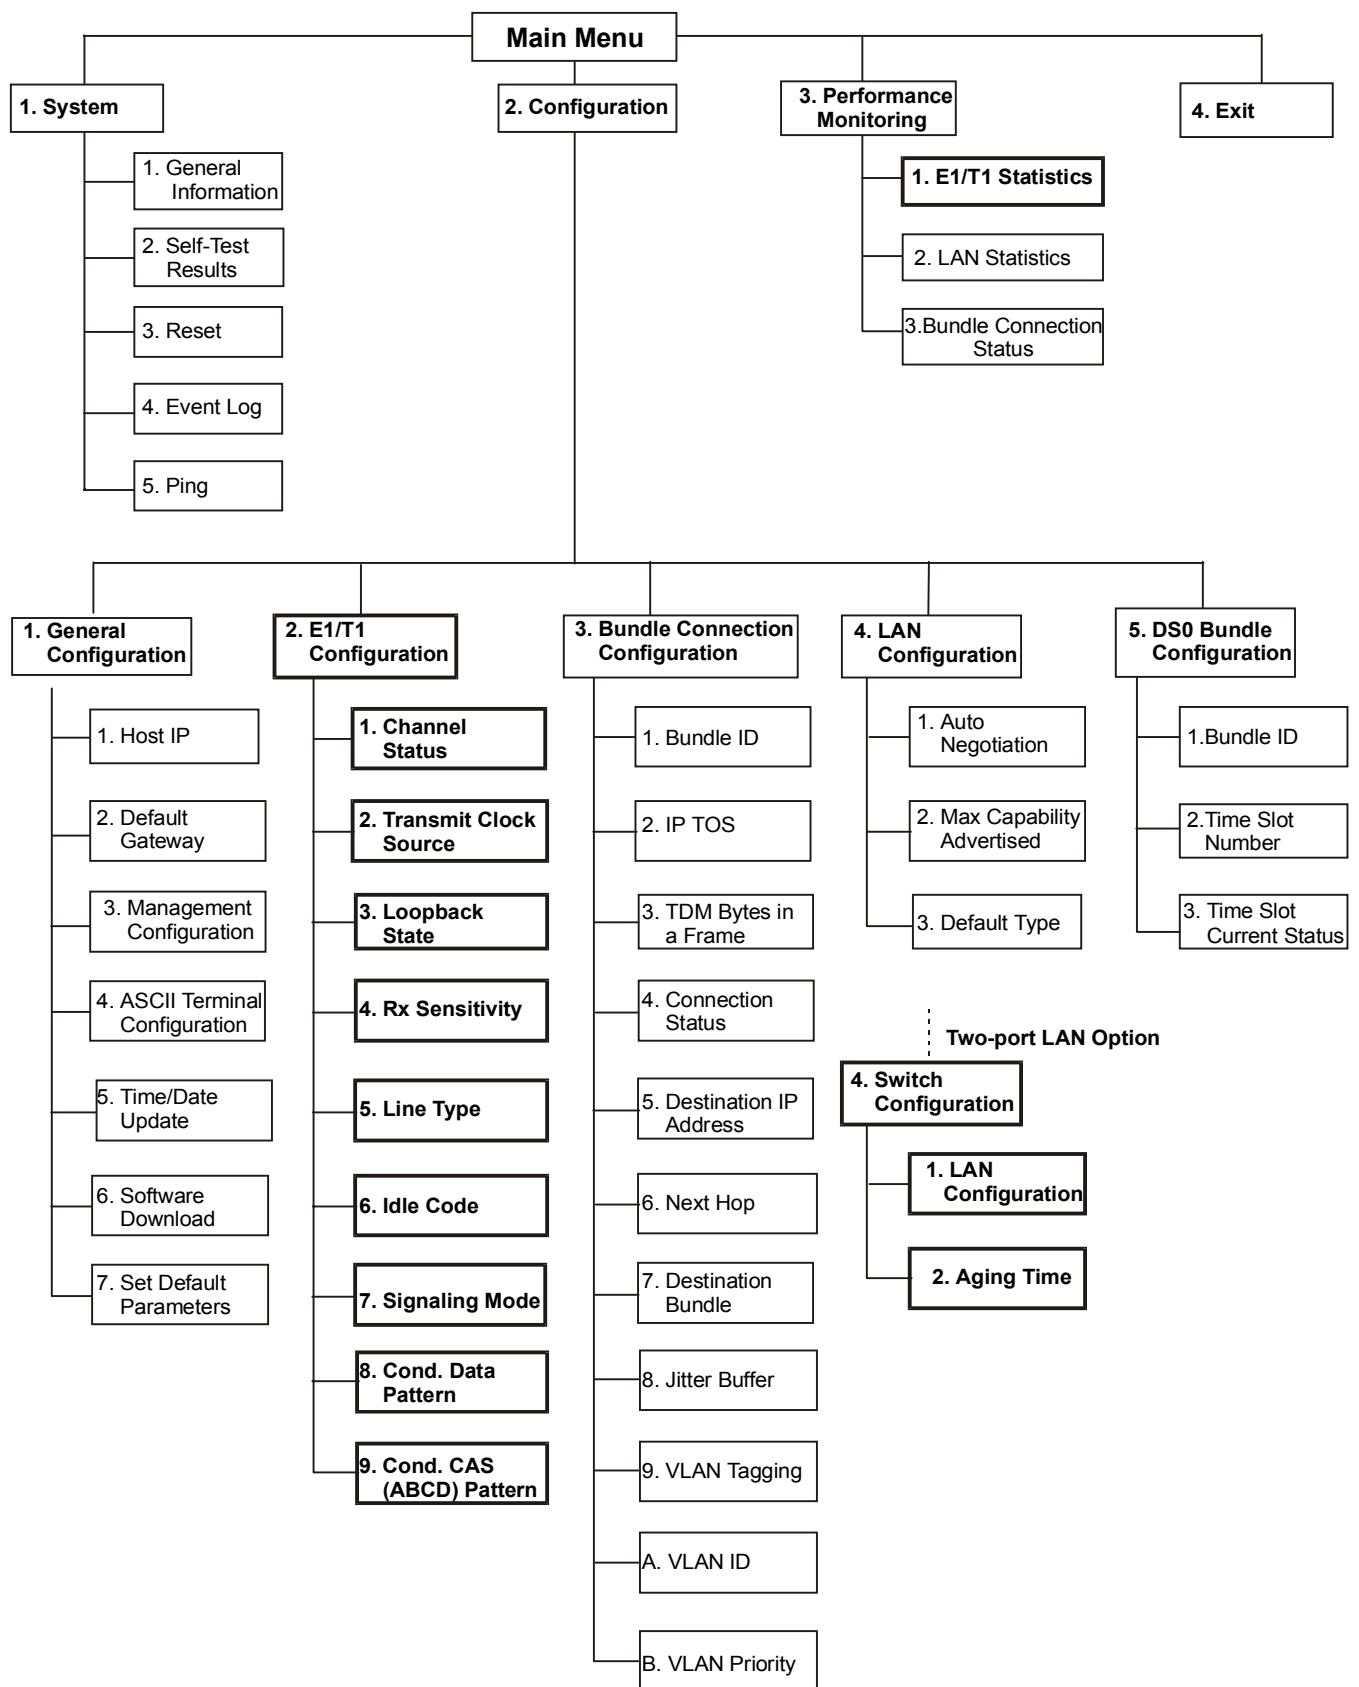 Main Menu
1. System
2. Configuration
3. Performance
Monitoring
4. Exit
1. General
Information
2. Self-Test
Results
3. Reset
4. Event Log
5. Ping
1. E1/T1 Statistics
2. LAN Statistics
3.Bundle Connection
Status
1. General
Configuration
2. E1/T1
Configuration
3. Bundle Connection
Configuration
4. LAN
Configuration
5. DS0 Bundle
Configuration
1. Host IP
2. Default
Gateway
3. Management
Configuration
4. ASCII Terminal
Configuration
5. Time/Date
Update
6. Software
Download
7. Set Default
Parameters
1. Channel
Status
2. Transmit Clock
Source
3. Loopback
State
4. Rx Sensitivity
5. Line Type
6. Idle Code
7. Signaling Mode
8. Cond. Data
Pattern
9. Cond. CAS
(ABCD) Pattern
1. Bundle ID
2. IP TOS
3. TDM Bytes in
a Frame
4. Connection
Status
5. Destination IP
Address
6. Next Hop
7. Destination
Bundle
8. Jitter Buffer
9. VLAN Tagging
A. VLAN ID
B. VLAN Priority
1. Auto
Negotiation
2. Max Capability
Advertised
3. Default Type
Two-port LAN Option
4. Switch
Configuration
1. LAN
Configuration
2. Aging Time
1.Bundle ID
2.Time Slot
Number
3. Time Slot
Current Status